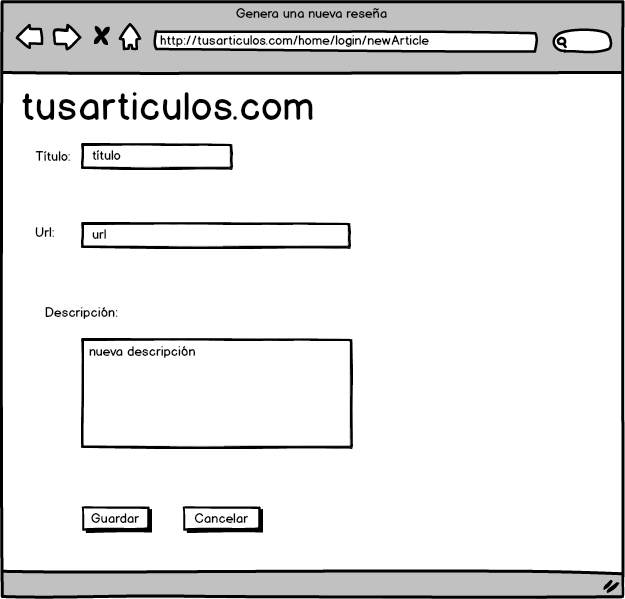 Genera una nueva reseña
http://tusarticulos.com/home/login/newArticle
tusarticulos.com
Título: título
Url: url
Descripción:
nueva descripción
Guardar Cancelar